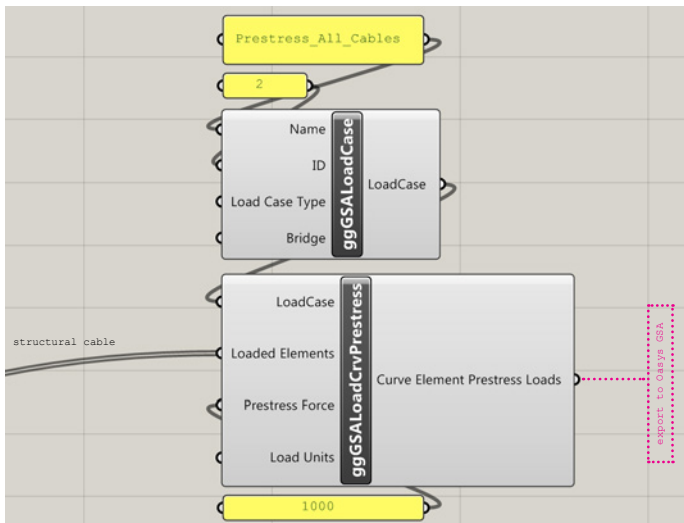 Prestress_All_Cables
2
Name
ID
Load Case Type
Bridge
ggGSALoadCase
LoadCase
LoadCase
Loaded Elements
Prestress Force
Load Units
ggGSALoadCrvPrestress
Curve Element Prestress Loads
structural cable
export to Oasys GSA
1000